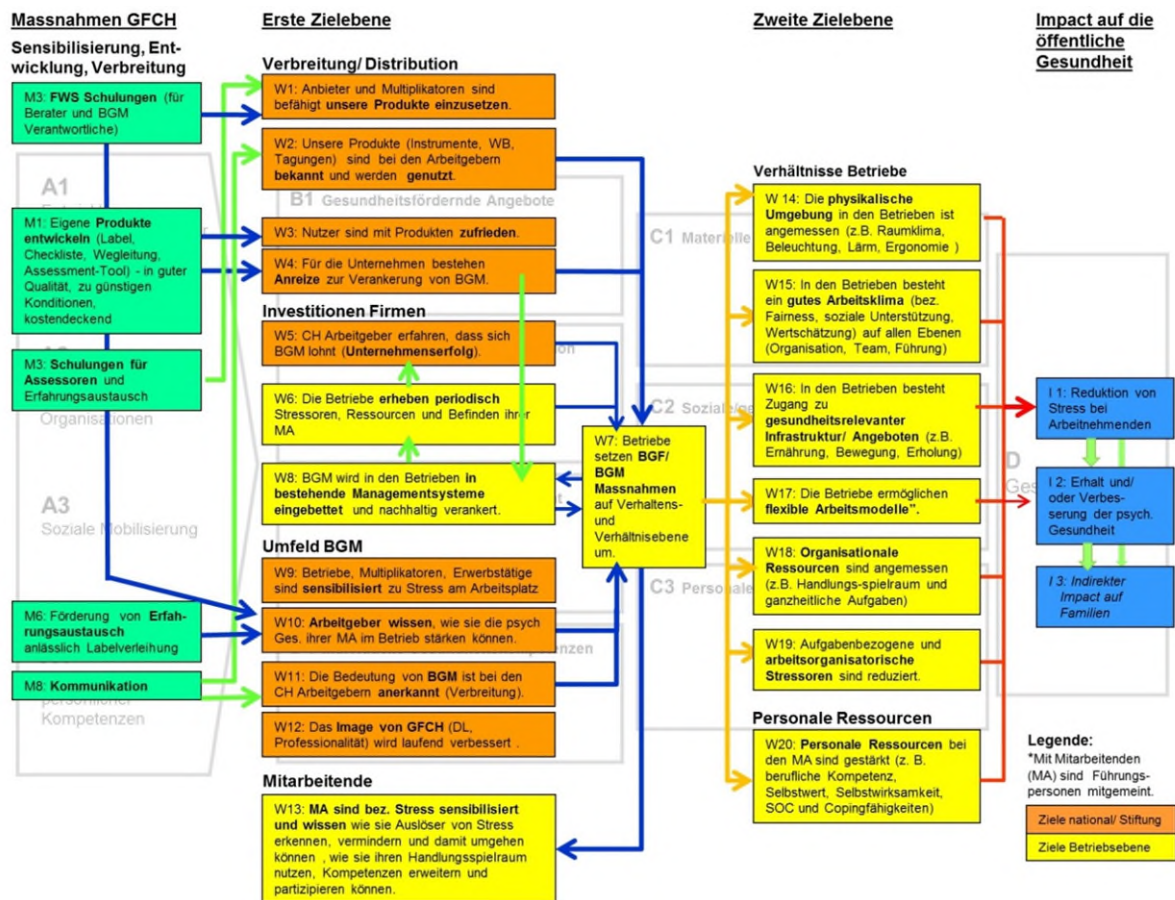 Massnahmen GFCH
Sensibilisierung, Ent-
wicklung, Verbreitung
M3: FWS Schulungen (für
Berater und BGM
Verantwortliche)
A1
M1: Eigene Produkte
entwickeln (Label,
Checkliste, Wegleitung,
Assessment-Tool) - in guter
Qualität, zu günstigen
Konditionen,
kostendeckend
M3: Schulungen für
Assessoren und
Erfahrungsaustausch
Organisationen
A3
Soziale Mobilisierung
M6: Förderung von Erfah-
rungsaustausch
anlässlich Labelverleihung
M8: Kommunikation
persönlicher
Kompetenzen
Erste Zielebene
Verbreitung/ Distribution
W1: Anbieter und Multiplikatoren sind
befähigt unsere Produkte einzusetzen.
W2: Unsere Produkte (Instrumente, WB,
Tagungen) sind bei den Arbeitgebern
bekannt und werden genutzt.
B1 Gesundheitsfördernde Angebote
W3: Nutzer sind mit Produkten zufrieden.
W4: Für die Unternehmen bestehen
Anreize zur Verankerung von BGM.
Investitionen Firmen
W5: CH Arbeitgeber erfahren, dass sich
BGM lohnt (Unternehmenserfolg).
W6: Die Betriebe erheben periodisch
Stressoren, Ressourcen und Befinden ihrer
MA
W8: BGM wird in den Betrieben in
bestehende Managementsysteme
eingebettet und nachhaltig verankert.
W7: Betriebe
setzen BGF/
BGM
Massnahmen
auf Verhaltens-
und
Verhältnisebene
um.
Umfeld BGM
W9: Betriebe, Multiplikatoren, Erwerbstätige
sind sensibilisiert zu Stress am Arbeitsplatz
W10: Arbeitgeber wissen, wie sie die psych
Ges. ihrer MA im Betrieb stärken können.
W11: Die Bedeutung von BGM ist bei den
CH Arbeitgebern anerkannt (Verbreitung).
W12: Das Image von GFCH (DL,
Professionalität) wird laufend verbessert .
Mitarbeitende
W13: MA sind bez. Stress sensibilisiert
und wissen wie sie Auslöser von Stress
erkennen, vermindern und damit umgehen
können , wie sie ihren Handlungsspielraum
nutzen, Kompetenzen erweitern und
partizipieren können.
Zweite Zielebene
Verhältnisse Betriebe
C1 Materielle
W 14: Die physikalische
Umgebung in den Betrieben ist
angemessen (z.B. Raumklima,
Beleuchtung, Lärm, Ergonomie )
W15: In den Betrieben besteht
ein gutes Arbeitsklima (bez.
Fairness, soziale Unterstützung,
Wertschätzung) auf allen Ebenen
(Organisation, Team, Führung)
C2
W16: In den Betrieben besteht
Zugang zu
gesundheitsrelevanter
Infrastruktur/ Angeboten (z.B.
Ernährung, Bewegung, Erholung)
W17: Die Betriebe ermöglichen
flexible Arbeitsmodelle”.
C3 Personale
W18: Organisationale
Ressourcen sind angemessen
(z.B. Handlungs-spielraum und
ganzheitliche Aufgaben)
W19: Aufgabenbezogene und
arbeitsorganisatorische
Stressoren sind reduziert.
Personale Ressourcen
W20: Personale Ressourcen bei
den MA sind gestärkt (z. B.
berufliche Kompetenz,
Selbstwert, Selbstwirksamkeit,
SOC und Copingfähigkeiten)
Impact auf die
öffentliche
Gesundheit
I 1: Reduktion von
Stress bei
Arbeitnehmenden
D
I 2: Erhalt und/
oder Verbes-
serung der psych.
Gesundheit
I 3: Indirekter
Impact auf
Familien
Legende:
*Mit Mitarbeitenden
(MA) sind Führungs-
personen mitgemeint.
Ziele national/ Stiftung
Ziele Betriebsebene